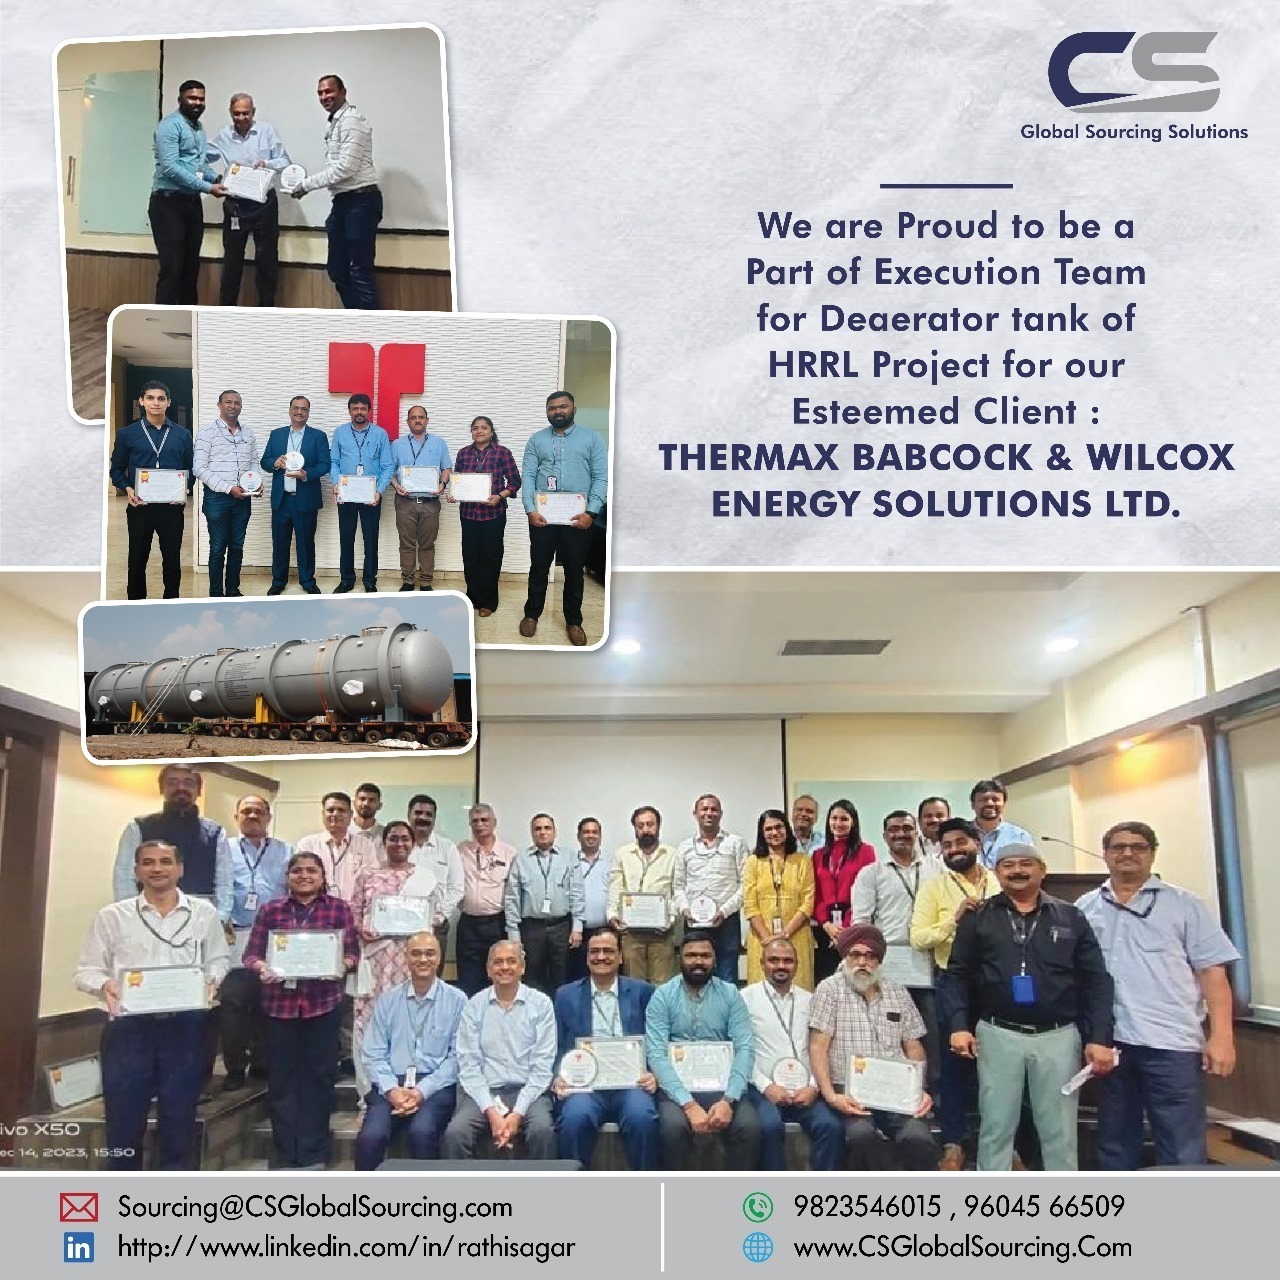 CS
Global Sourcing Solutions
We are Proud to be a
Part of Execution Team
for Deaerator tank of
HRRL Project for our
Esteemed Client :
THERMAX BABCOCK & WILCOX
ENERGY SOLUTIONS LTD.
ivo X50
ec 14, 2023, 15:50
Sourcing@CSGlobalSourcing.com
http://www.linkedin.com/in/rathisagar
9823546015 , 96045 66509
www.CSGlobalSourcing.Com